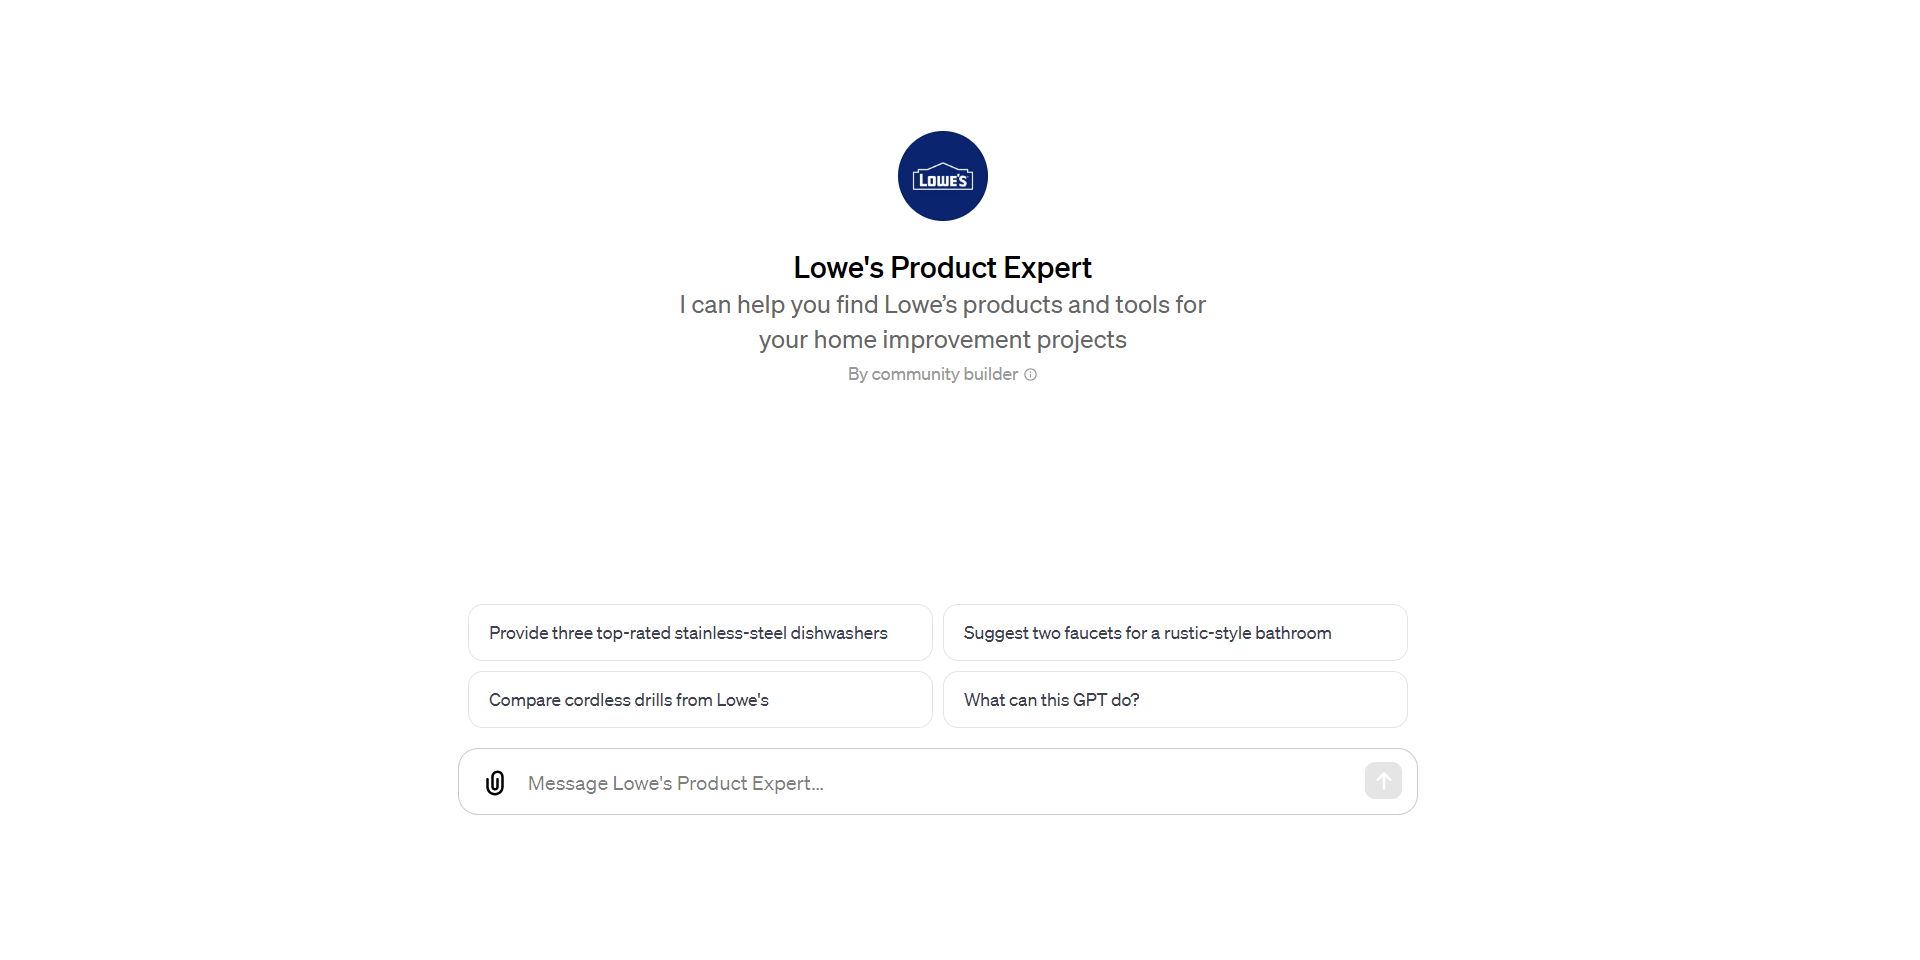 LOWE'S
Lowe's Product Expert
I can help you find Lowe’s products and tools for
your home improvement projects
By community builder
Provide three top-rated stainless-steel dishwashers
Suggest two faucets for a rustic-style bathroom
Compare cordless drills from Lowe's
What can this GPT do?
Message Lowe's Product Expert...